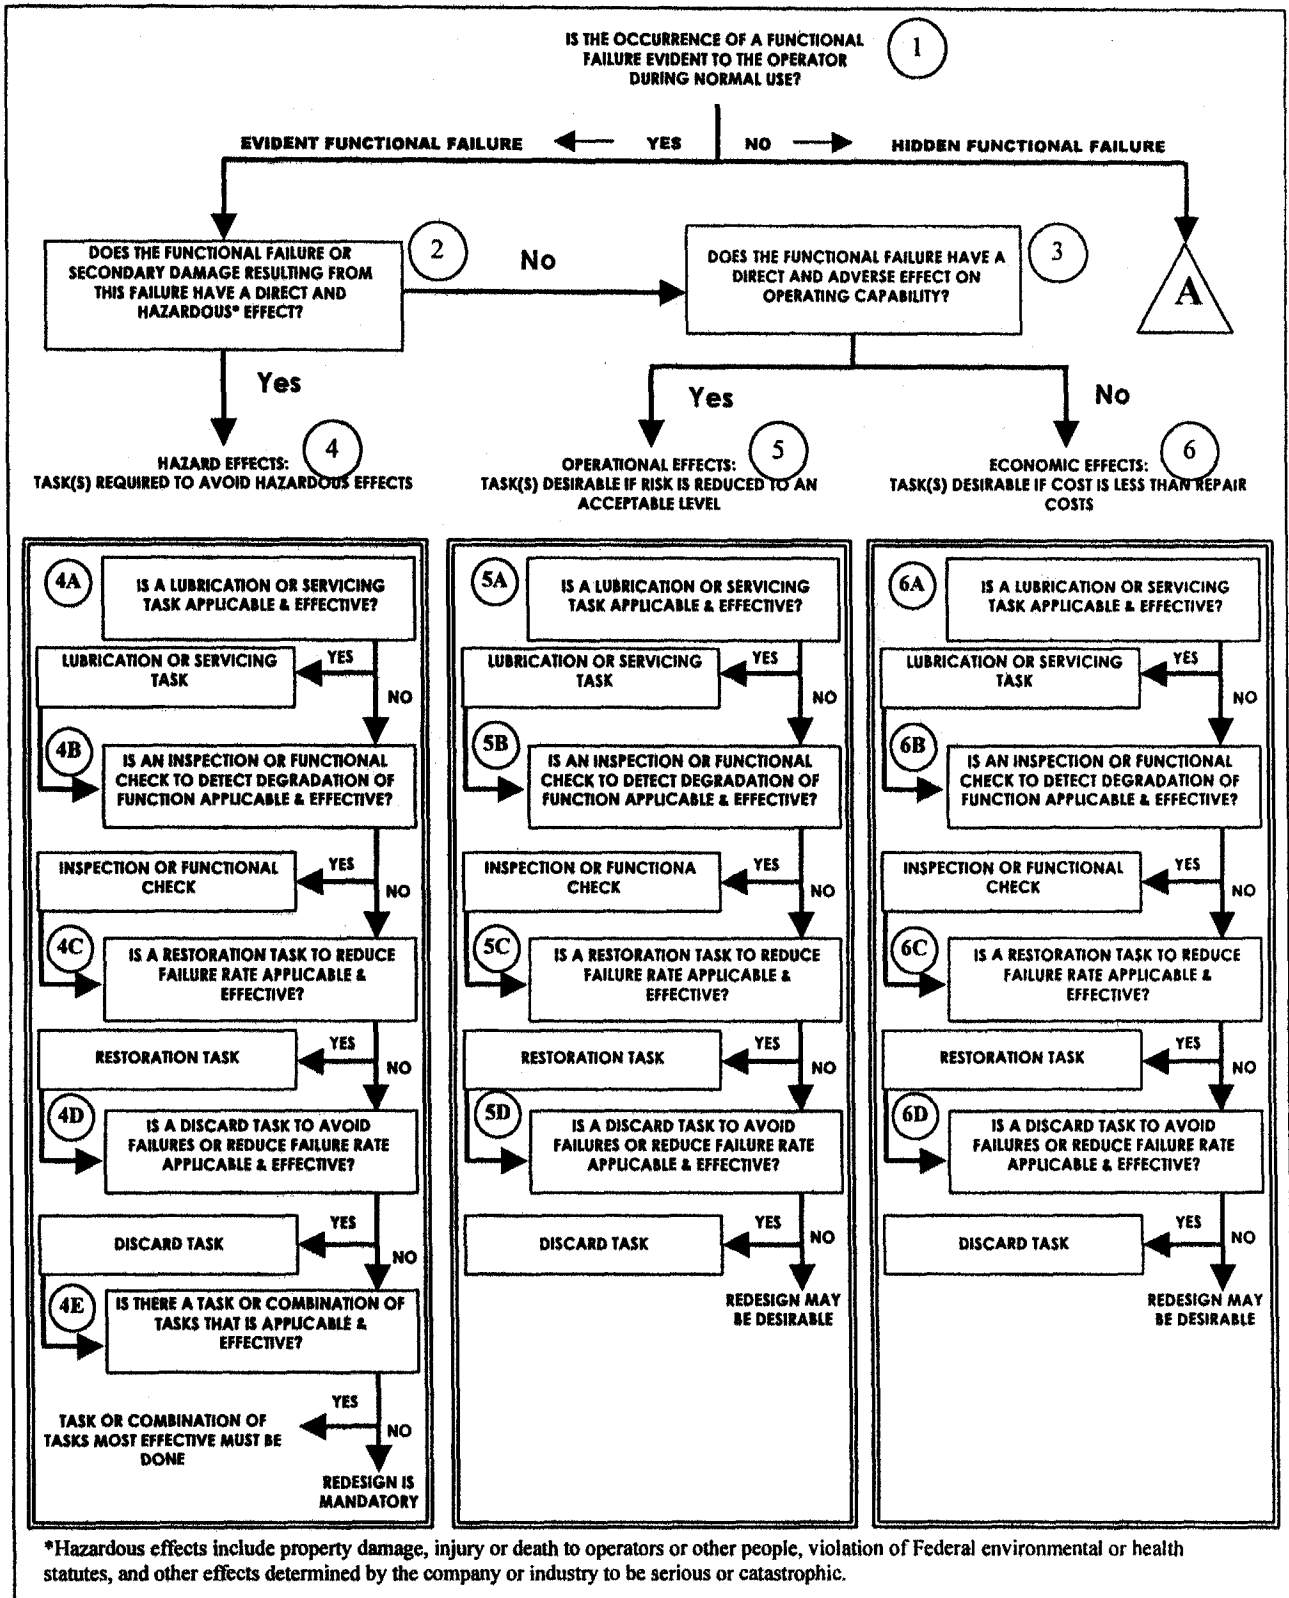 IS THE OCCURRENCE OF A FUNCTIONAL
FAILURE EVIDENT TO THE OPERATOR
DURING NORMAL USE?
1
EVIDENT FUNCTIONAL FAILURE
YES
NO
HIDDEN FUNCTIONAL FAILURE
DOES THE FUNCTIONAL FAILURE OR
SECONDARY DAMAGE RESULTING FROM
THIS FAILURE HAVE A DIRECT AND
HAZARDOUS* EFFECT?
2
No
DOES THE FUNCTIONAL FAILURE HAVE A
DIRECT AND ADVERSE EFFECT ON
OPERATING CAPABILITY?
3
A
Yes
Yes
No
4
HAZARD EFFECTS:
TASK(S) REQUIRED TO AVOID HAZARDOUS EFFECTS
5
OPERATIONAL EFFECTS:
TASK(S) DESIRABLE IF RISK IS REDUCED TO AN
ACCEPTABLE LEVEL
6
ECONOMIC EFFECTS:
TASK(S) DESIRABLE IF COST IS LESS THAN REPAIR
COSTS
4A
IS A LUBRICATION OR SERVICING
TASK APPLICABLE & EFFECTIVE?
LUBRICATION OR SERVICING
TASK
YES
NO
4B
IS AN INSPECTION OR FUNCTIONAL
CHECK TO DETECT DEGRADATION OF
FUNCTION APPLICABLE & EFFECTIVE?
INSPECTION OR FUNCTIONAL
CHECK
YES
NO
4C
IS A RESTORATION TASK TO REDUCE
FAILURE RATE APPLICABLE &
EFFECTIVE?
RESTORATION TASK
YES
NO
4D
IS A DISCARD TASK TO AVOID
FAILURES OR REDUCE FAILURE RATE
APPLICABLE & EFFECTIVE?
DISCARD TASK
YES
NO
4E
IS THERE A TASK OR COMBINATION OF
TASKS THAT IS APPLICABLE &
EFFECTIVE?
YES
NO
TASK OR COMBINATION OF
TASKS MOST EFFECTIVE MUST BE
DONE
REDESIGN IS
MANDATORY
5A
IS A LUBRICATION OR SERVICING
TASK APPLICABLE & EFFECTIVE?
LUBRICATION OR SERVICING
TASK
YES
NO
5B
IS AN INSPECTION OR FUNCTIONAL
CHECK TO DETECT DEGRADATION OF
FUNCTION APPLICABLE & EFFECTIVE?
INSPECTION OR FUNCTIONA
CHECK
YES
NO
5C
IS A RESTORATION TASK TO REDUCE
FAILURE RATE APPLICABLE &
EFFECTIVE?
RESTORATION TASK
YES
NO
5D
IS A DISCARD TASK TO AVOID
FAILURES OR REDUCE FAILURE RATE
APPLICABLE & EFFECTIVE?
DISCARD TASK
YES
NO
REDESIGN MAY
BE DESIRABLE
6A
IS A LUBRICATION OR SERVICING
TASK APPLICABLE & EFFECTIVE?
LUBRICATION OR SERVICING
TASK
YES
NO
6B
IS AN INSPECTION OR FUNCTIONAL
CHECK TO DETECT DEGRADATION OF
FUNCTION APPLICABLE & EFFECTIVE?
INSPECTION OR FUNCTIONAL
CHECK
YES
NO
6C
IS A RESTORATION TASK TO REDUCE
FAILURE RATE APPLICABLE &
EFFECTIVE?
RESTORATION TASK
YES
NO
6D
IS A DISCARD TASK TO AVOID
FAILURES OR REDUCE FAILURE RATE
APPLICABLE & EFFECTIVE?
DISCARD TASK
YES
NO
REDESIGN MAY
BE DESIRABLE
*Hazardous effects include property damage, injury or death to operators or other people, violation of Federal environmental or health
statutes, and other effects determined by the company or industry to be serious or catastrophic.